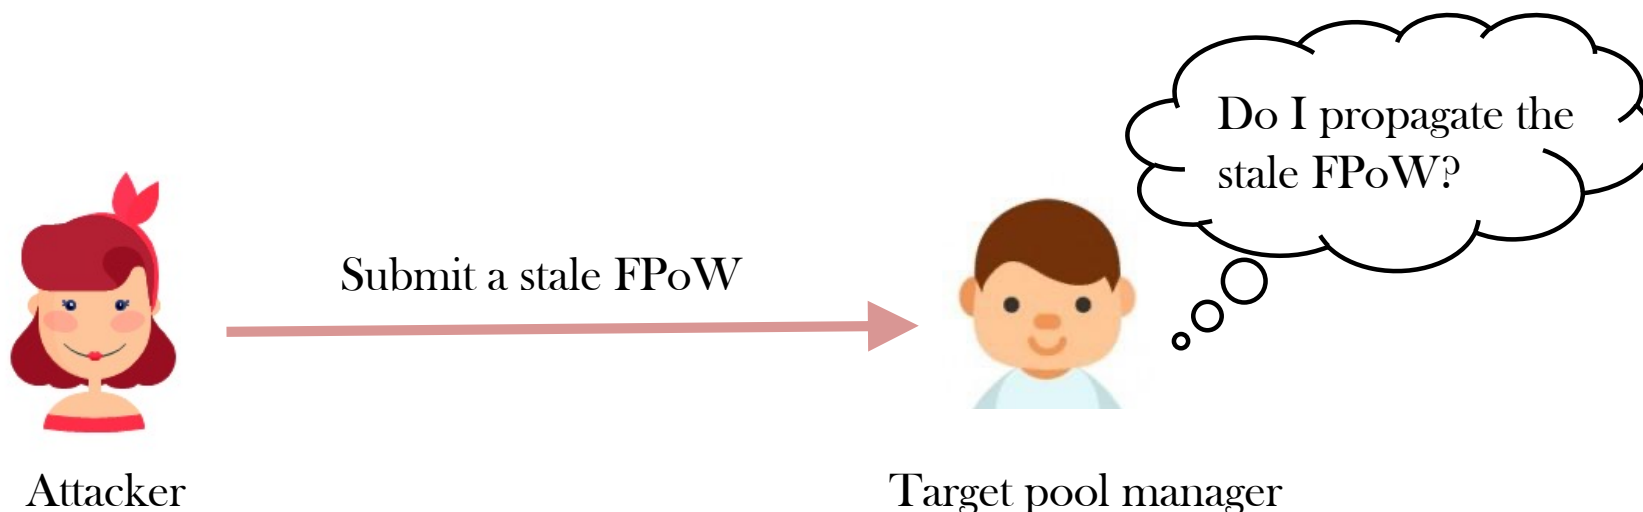 Do I propagate the
stale FPoW?
Submit a stale FPoW
Attacker
Target pool manager